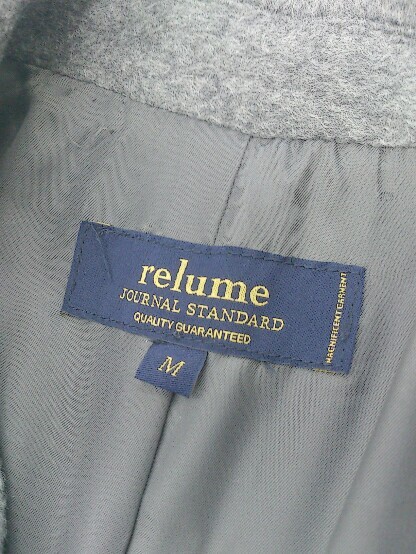 relume
JOURNAL STANDARD
QUALITY GUARANTEED
MAGNIFICENT GARMENT
M